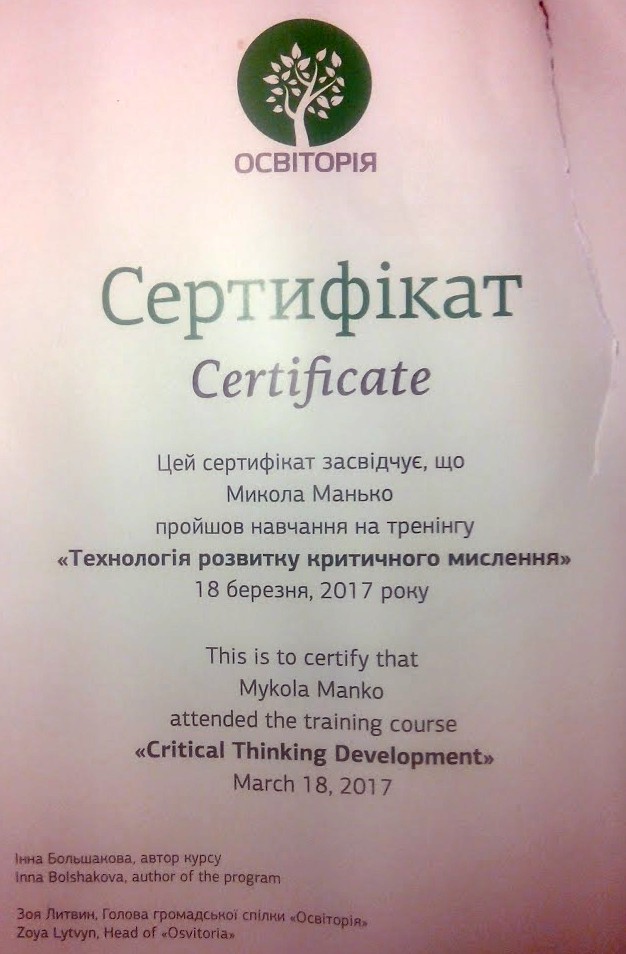 ОСВІТОРІЯ
Сертифікат
Certificate
Цей сертифікат засвідчує, що
Микола Манько
пройшов навчання на тренінгу
«Технологія розвитку критичного мислення»
18 березня, 2017 року
This is to certify that
Mykola Manko
attended the training course
«Critical Thinking Development»
March 18, 2017
Інна Большакова, автор курсу
Inna Bolshakova, author of the program
Зоя Литвин, Голова громадської спілки «Освіторія»
Zoya Lytvyn, Head of «Osvitoria»